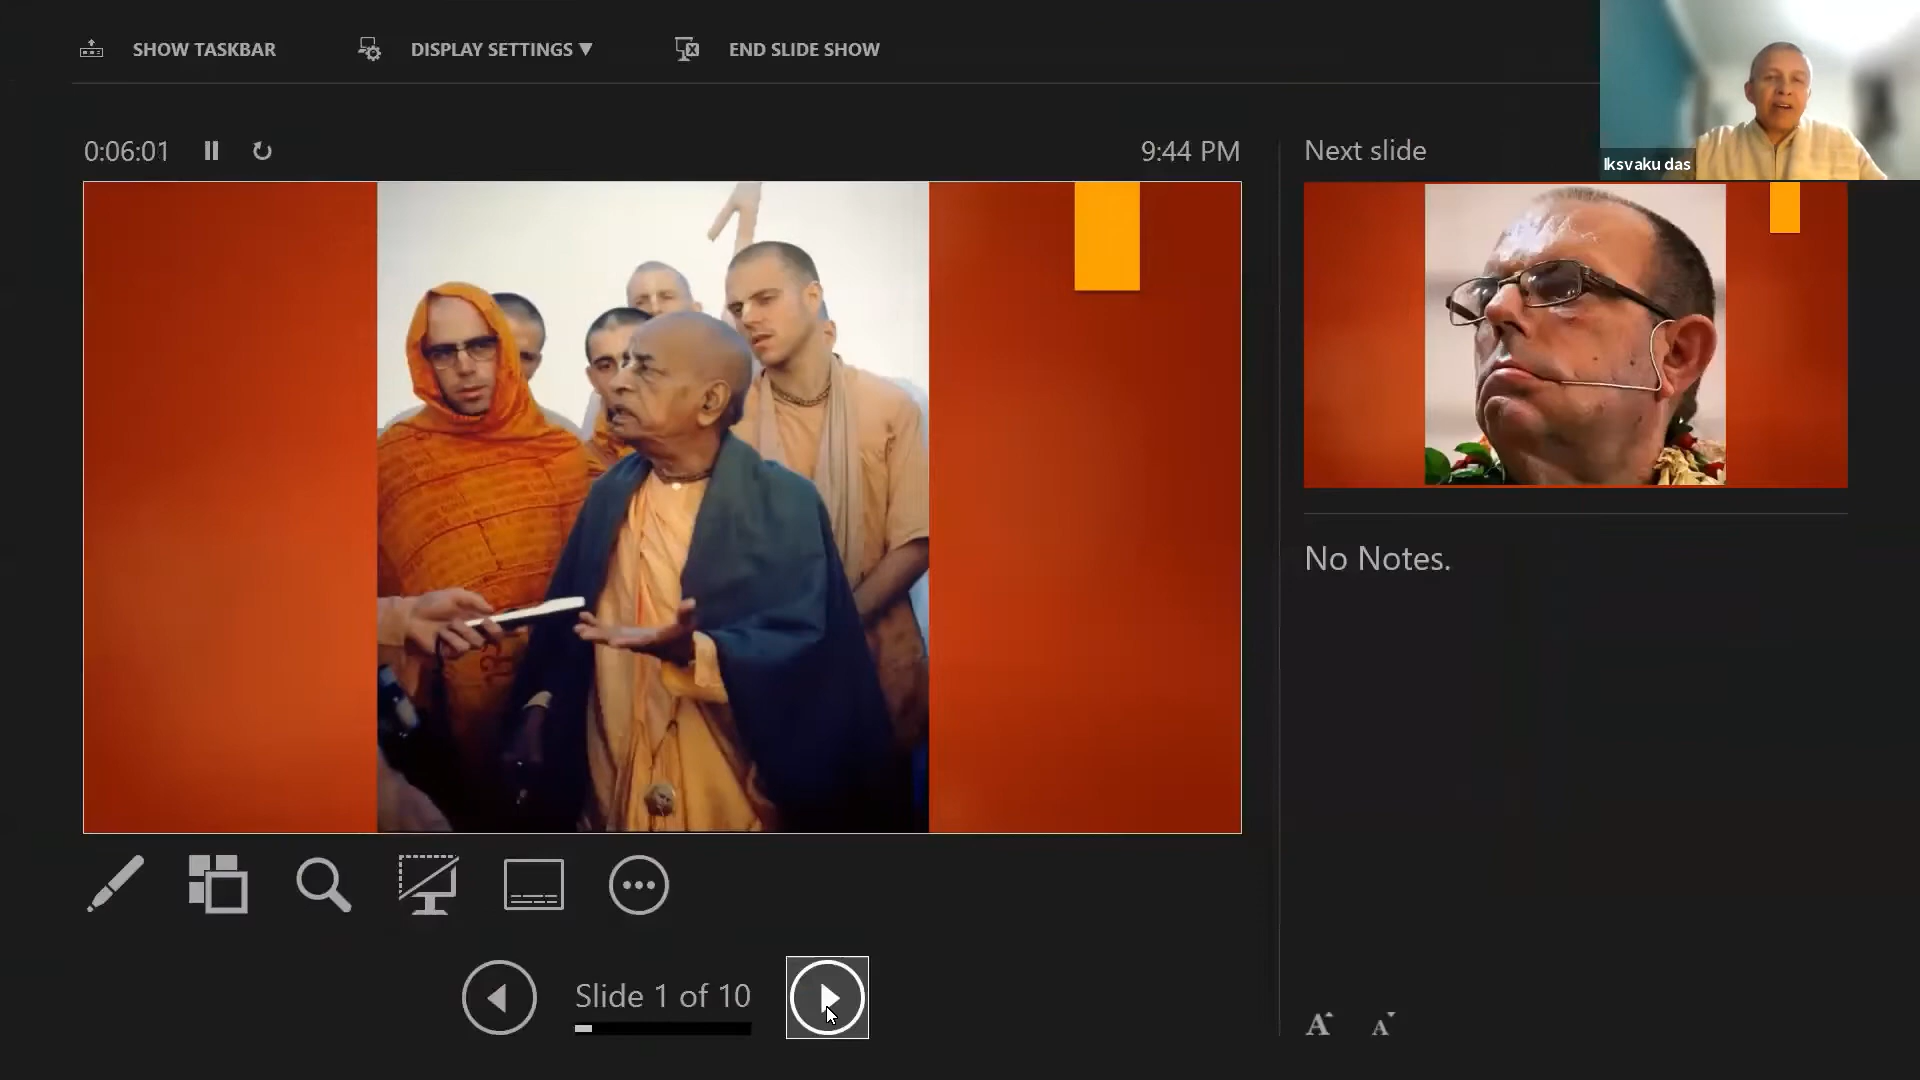 SHOW TASKBAR
DISPLAY SETTINGS ▼
END SLIDE SHOW
Iksvaku das
0:06:01
9:44 PM
Next slide
No Notes.
Slide 1 of 10
A A